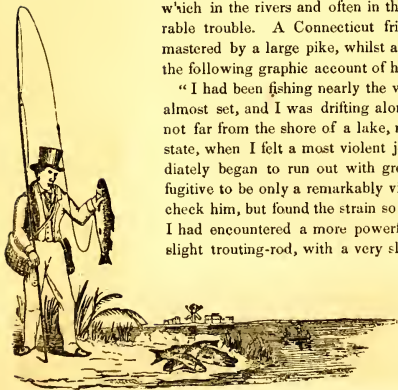 which in the rivers and often in th
rable trouble. A Connecticut fri
mastered by a large pike, whilst a
the following graphic account of h
" I had been fishing nearly the v
almost set, and I was drifting alor
not far from the shore of a lake, r
state, when I felt a most violent j
diately began to run out with gre
fugitive to be only a remarkably v
check him, but found the strain so
I had encountered a more powerf
slight trouting-rod, with a very sl